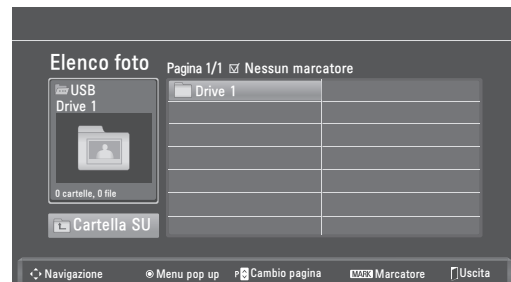 Elenco foto
Pagina 1/1 ☑ Nessun marcatore
USB
Drive 1
Drive 1
0 cartelle, 0 file
Cartella SU
Navigazione Menu pop up P Cambio pagina MARK Marcatore Uscita